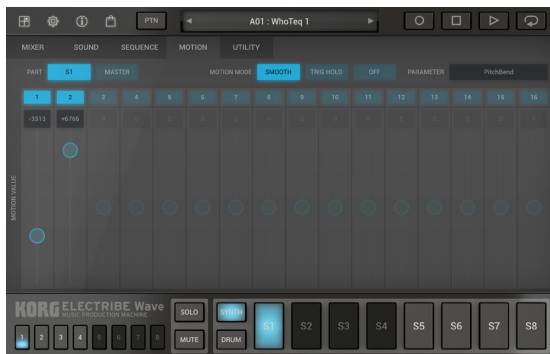 PTN
A01 : WhoTeq 1
MIXER SOUND SEQUENCE MOTION UTILITY
PART S1 MASTER MOTION MODE SMOOTH TRIG HOLD OFF PARAMETER PitchBend
1 2 3 4 5 6 7 8 9 10 11 12 13 14 15 16
-3313 +6766
MOTION VALUE
KORG ELECTRIBE Wave
MUSIC PRODUCTION MACHINE
1 2 3 4 5 6 7 8
SOLO SYNTH
MUTE DRUM
S1 S2 S3 S4 S5 S6 S7 S8